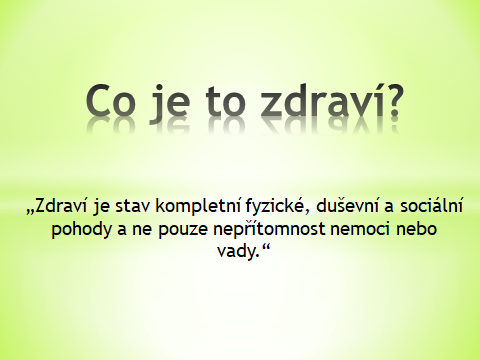 Co je to zdraví?
„Zdraví je stav kompletní fyzické, duševní a sociální
pohody a ne pouze nepřítomnost nemoci nebo
vady.“